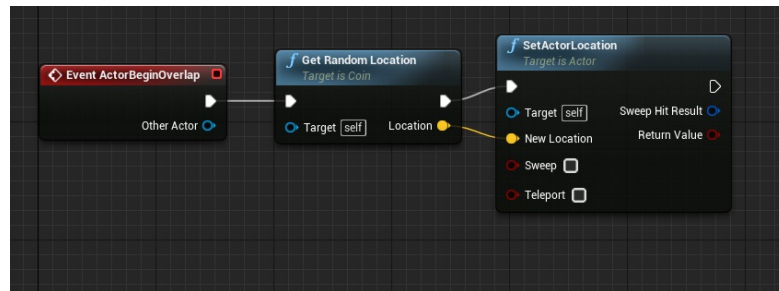 Event ActorBeginOverlap
Other Actor
f Get Random Location
Target is Coin
Target self
Location
f SetActorLocation
Target is Actor
Target self
Sweep Hit Result
New Location
Return Value
Sweep
Teleport